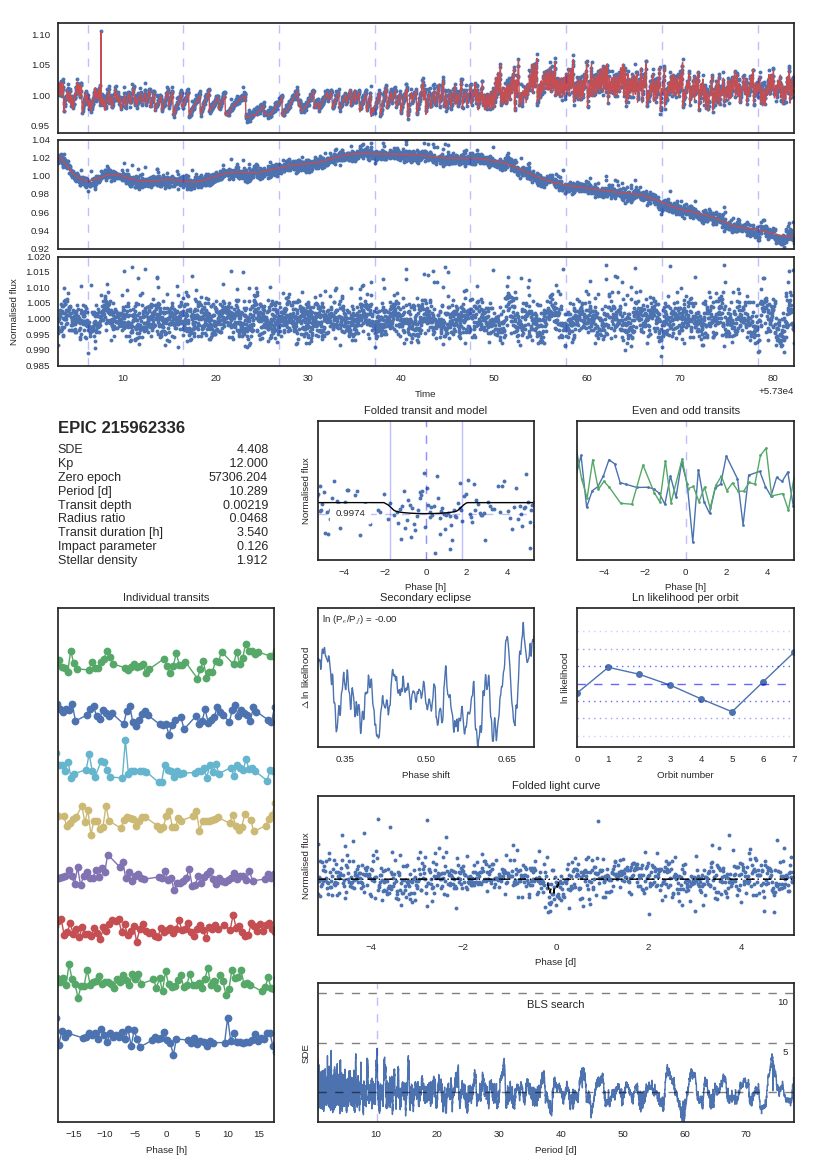 1.10
1.05
1.00
0.95
1.04
1.02
1.00
0.98
0.96
0.94
0.92
1.020
1.015
1.010
1.005
1.000
0.995
0.990
0.985
Normalised flux
10 20 30 40 50 60 70 80
Time
+5.73e4
EPIC 215962336
SDE 4.408
Kp 12.000
Zero epoch 57306.204
Period [d] 10.289
Transit depth 0.00219
Radius ratio 0.0468
Transit duration [h] 3.540
Impact parameter 0.126
Stellar density 1.912
Folded transit and model
Normalised flux
0.9974
−4 −2 0 2 4
Phase [h]
Even and odd transits
−4 −2 0 2 4
Phase [h]
Individual transits
−15 −10 −5 0 5 10 15
Phase [h]
Secondary eclipse
ln (Pₑ/P𝒻) = -0.00
Δ ln likelihood
0.35 0.50 0.65
Phase shift
Ln likelihood per orbit
ln likelihood
0 1 2 3 4 5 6 7
Orbit number
Folded light curve
Normalised flux
−4 −2 0 2 4
Phase [d]
BLS search
10
5
SDE
10 20 30 40 50 60 70
Period [d]